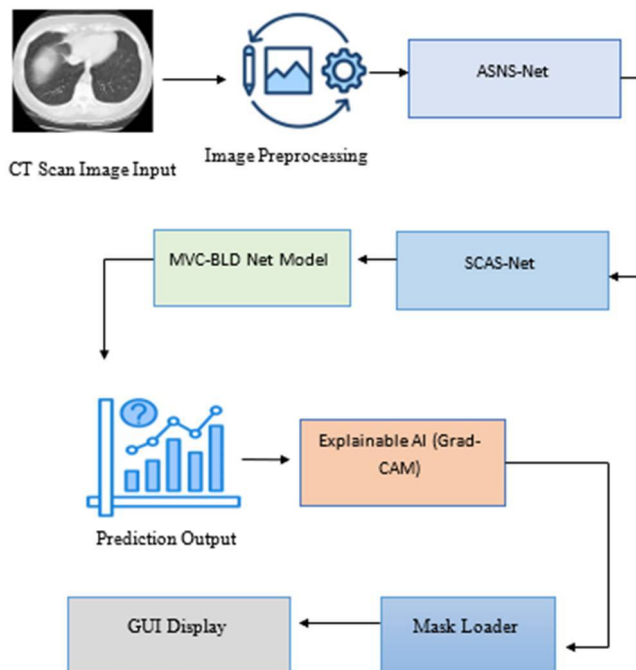 ASNS-Net
Image Preprocessing
CT Scan Image Input
MVC-BLD Net Model
SCAS-Net
?
Explainable AI (Grad-
CAM)
Prediction Output
GUI Display
Mask Loader